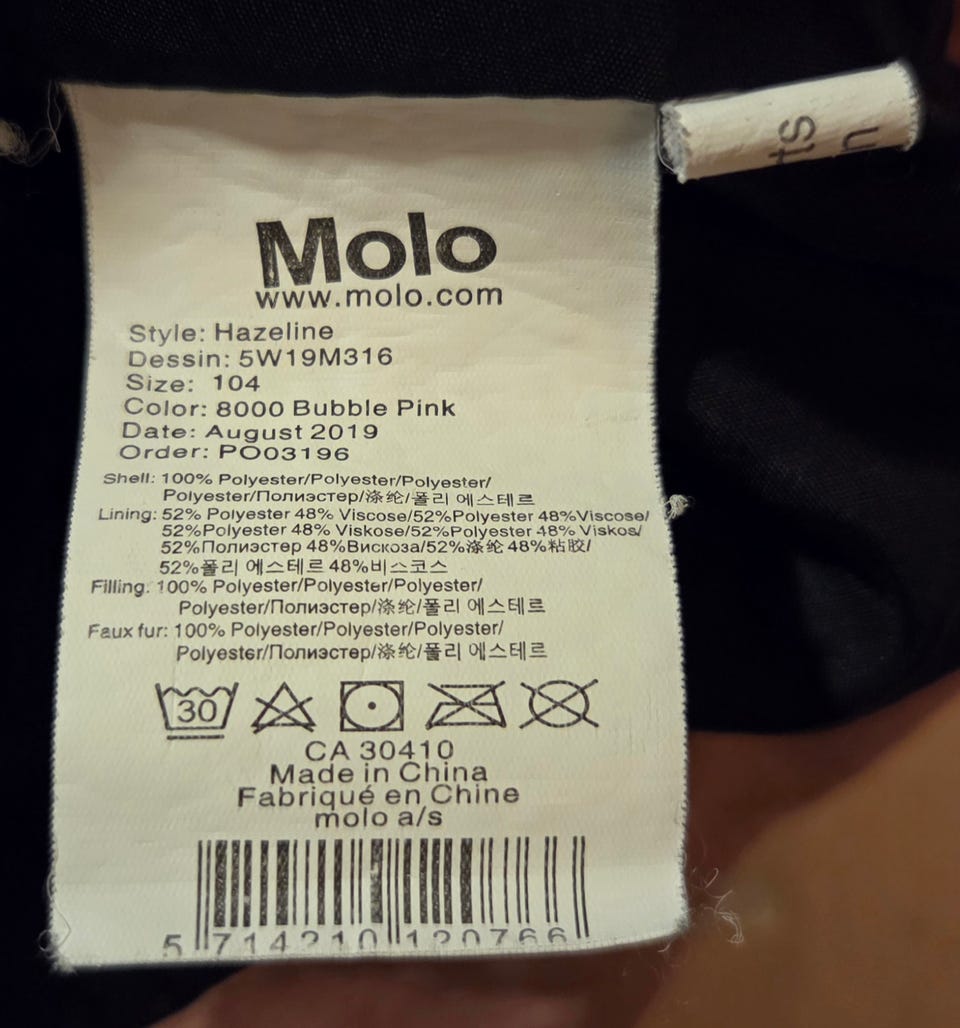 Molo
www.molo.com
Style: Hazeline
Dessin: 5W19M316
Size: 104
Color: 8000 Bubble Pink
Date: August 2019
Order: PO03196
Shell: 100% Polyester/Polyester/Polyester/
Polyester/Полиэстер/涤纶/폴리 에스테르
Lining: 52% Polyester 48% Viscose/52%Polyester 48%Viscose/
52%Polyester 48% Viskose/52%Polyester 48% Viskos/
52%Полиэстер 48%Вискоза/52%涤纶 48%粘胶/
52%폴리 에스테르 48%비스코스
Filling: 100% Polyester/Polyester/Polyester/
Polyester/Полиэстер/涤纶/폴리 에스테르
Faux fur: 100% Polyester/Polyester/Polyester/
Polyester/Полиэстер/涤纶/폴리 에스테르
30
CA 30410
Made in China
Fabriqué en Chine
molo a/s
5 714210 120766